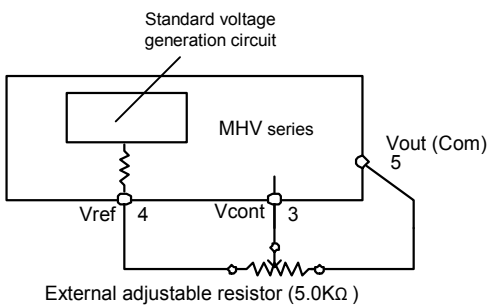 Standard voltage
generation circuit
MHV series
Vout (Com)
5
Vref 4 Vcont 3
External adjustable resistor (5.0KΩ )